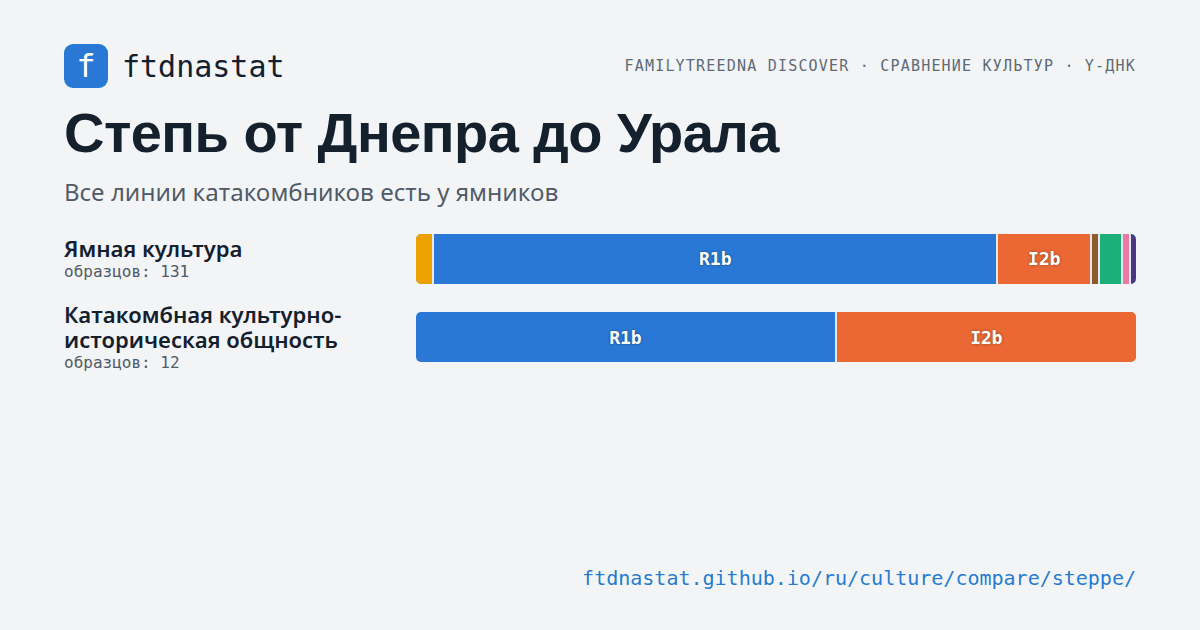 f ftdnastat
FAMILYTREEDNA DISCOVER · СРАВНЕНИЕ КУЛЬТУР · Y-ДНК
Степь от Днепра до Урала
Все линии катакомбников есть у ямников
Ямная культура
образцов: 131
R1b
I2b
Катакомбная культурно-
историческая общность
образцов: 12
R1b
I2b
ftdnastat.github.io/ru/culture/compare/steppe/